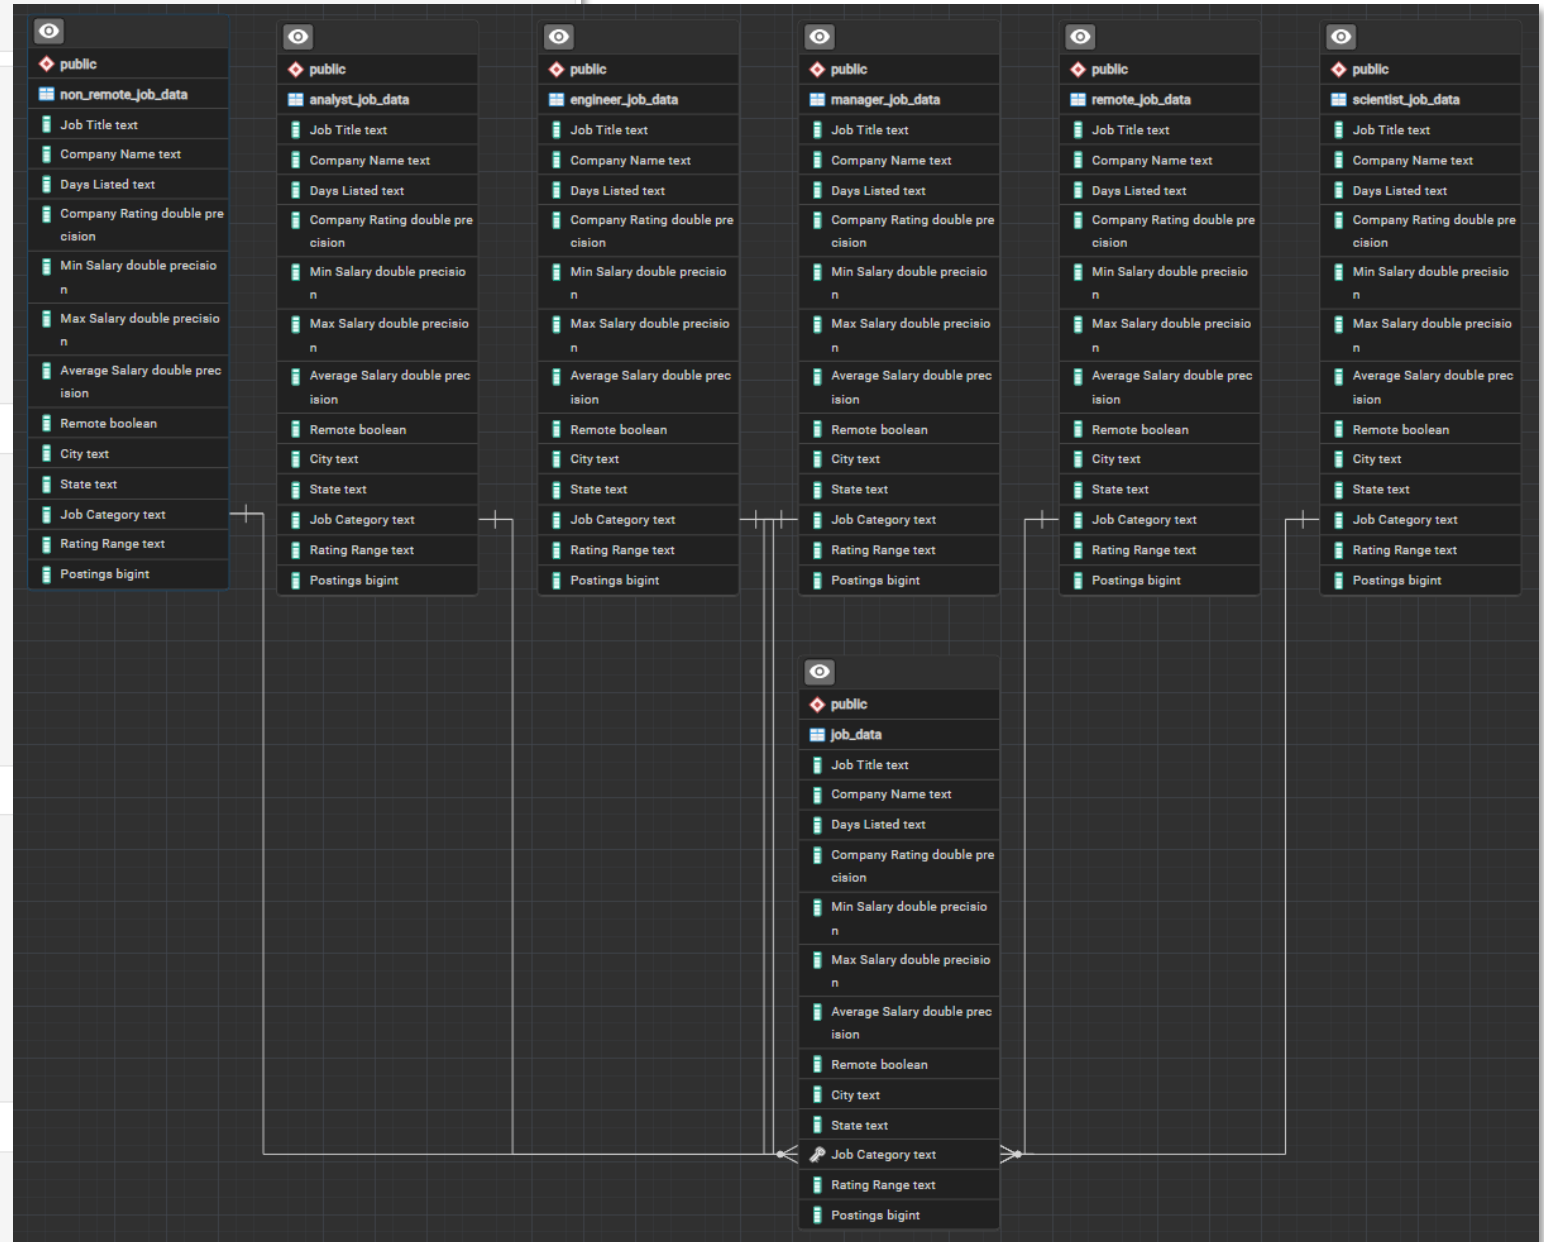 public
non_remote_job_data
Job Title text
Company Name text
Days Listed text
Company Rating double pre
cision
Min Salary double precisio
n
Max Salary double precisio
n
Average Salary double prec
ision
Remote boolean
City text
State text
Job Category text
Rating Range text
Postings bigint
public
analyst_job_data
Job Title text
Company Name text
Days Listed text
Company Rating double pre
cision
Min Salary double precisio
n
Max Salary double precisio
n
Average Salary double prec
ision
Remote boolean
City text
State text
Job Category text
Rating Range text
Postings bigint
public
engineer_job_data
Job Title text
Company Name text
Days Listed text
Company Rating double pre
cision
Min Salary double precisio
n
Max Salary double precisio
n
Average Salary double prec
ision
Remote boolean
City text
State text
Job Category text
Rating Range text
Postings bigint
public
manager_job_data
Job Title text
Company Name text
Days Listed text
Company Rating double pre
cision
Min Salary double precisio
n
Max Salary double precisio
n
Average Salary double prec
ision
Remote boolean
City text
State text
Job Category text
Rating Range text
Postings bigint
public
remote_job_data
Job Title text
Company Name text
Days Listed text
Company Rating double pre
cision
Min Salary double precisio
n
Max Salary double precisio
n
Average Salary double prec
ision
Remote boolean
City text
State text
Job Category text
Rating Range text
Postings bigint
public
scientist_job_data
Job Title text
Company Name text
Days Listed text
Company Rating double pre
cision
Min Salary double precisio
n
Max Salary double precisio
n
Average Salary double prec
ision
Remote boolean
City text
State text
Job Category text
Rating Range text
Postings bigint
public
job_data
Job Title text
Company Name text
Days Listed text
Company Rating double pre
cision
Min Salary double precisio
n
Max Salary double precisio
n
Average Salary double prec
ision
Remote boolean
City text
State text
Job Category text
Rating Range text
Postings bigint